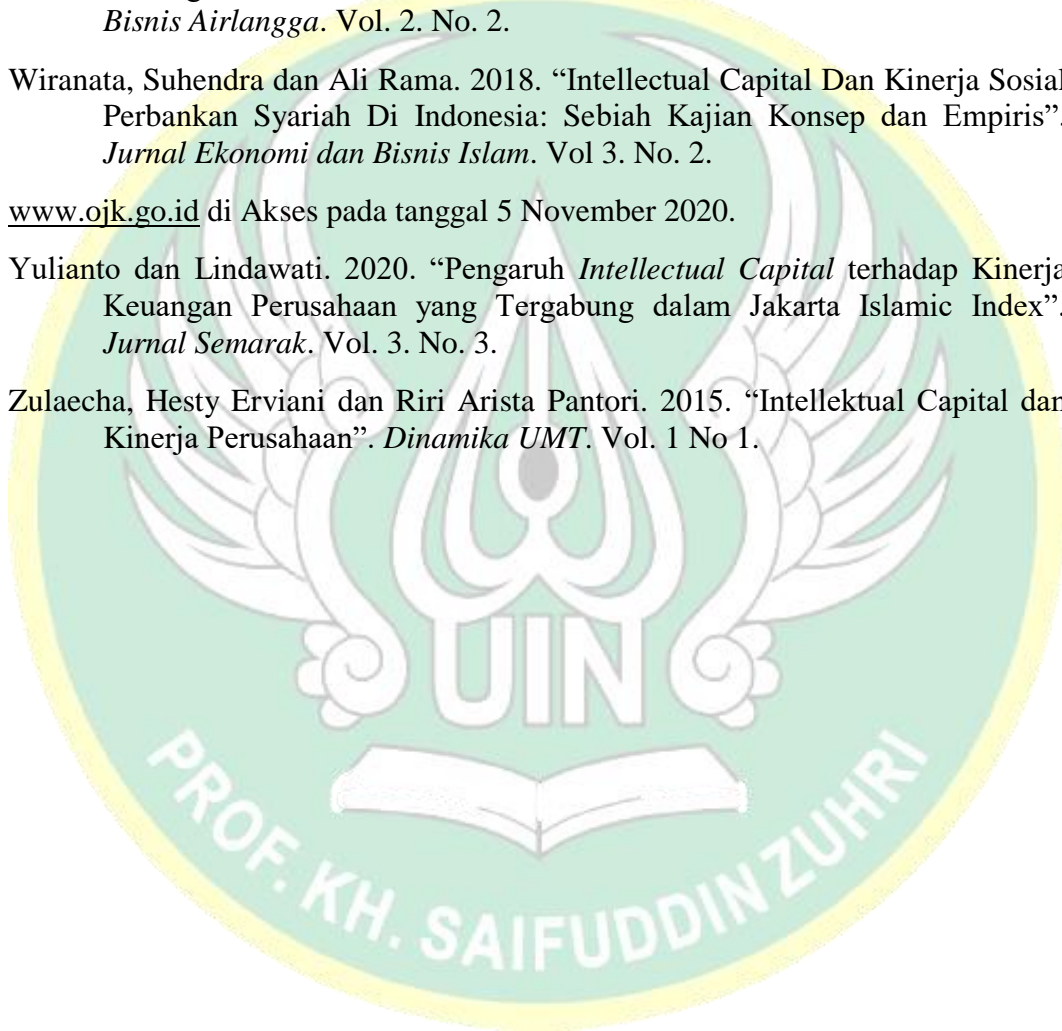 Bisnis Airlangga. Vol. 2. No. 2.
Wiranata, Suhendra dan Ali Rama. 2018. “Intellectual Capital Dan Kinerja Sosial
Perbankan Syariah Di Indonesia: Sebiah Kajian Konsep dan Empiris”.
Jurnal Ekonomi dan Bisnis Islam. Vol 3. No. 2.
www.ojk.go.id di Akses pada tanggal 5 November 2020.
Yulianto dan Lindawati. 2020. “Pengaruh Intellectual Capital terhadap Kinerja
Keuangan Perusahaan yang Tergabung dalam Jakarta Islamic Index”.
Jurnal Semarak. Vol. 3. No. 3.
Zulaecha, Hesty Erviani dan Riri Arista Pantori. 2015. “Intellektual Capital dan
Kinerja Perusahaan”. Dinamika UMT. Vol. 1 No 1.
UIN
PROF. KH. SAIFUDDIN ZUHRI